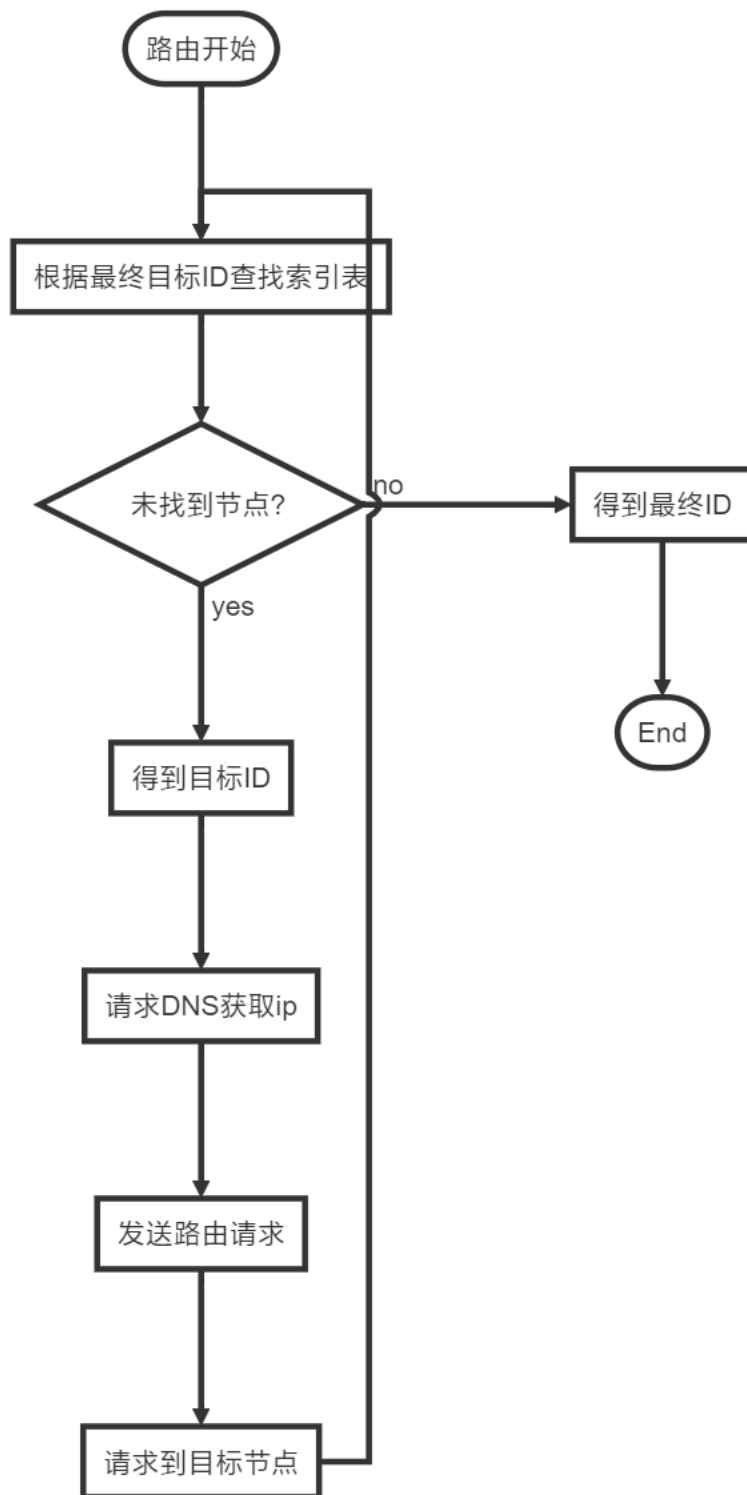 路由开始
根据最终目标ID查找索引表
未找到节点?
no
得到最终ID
yes
End
得到目标ID
请求DNS获取ip
发送路由请求
请求到目标节点